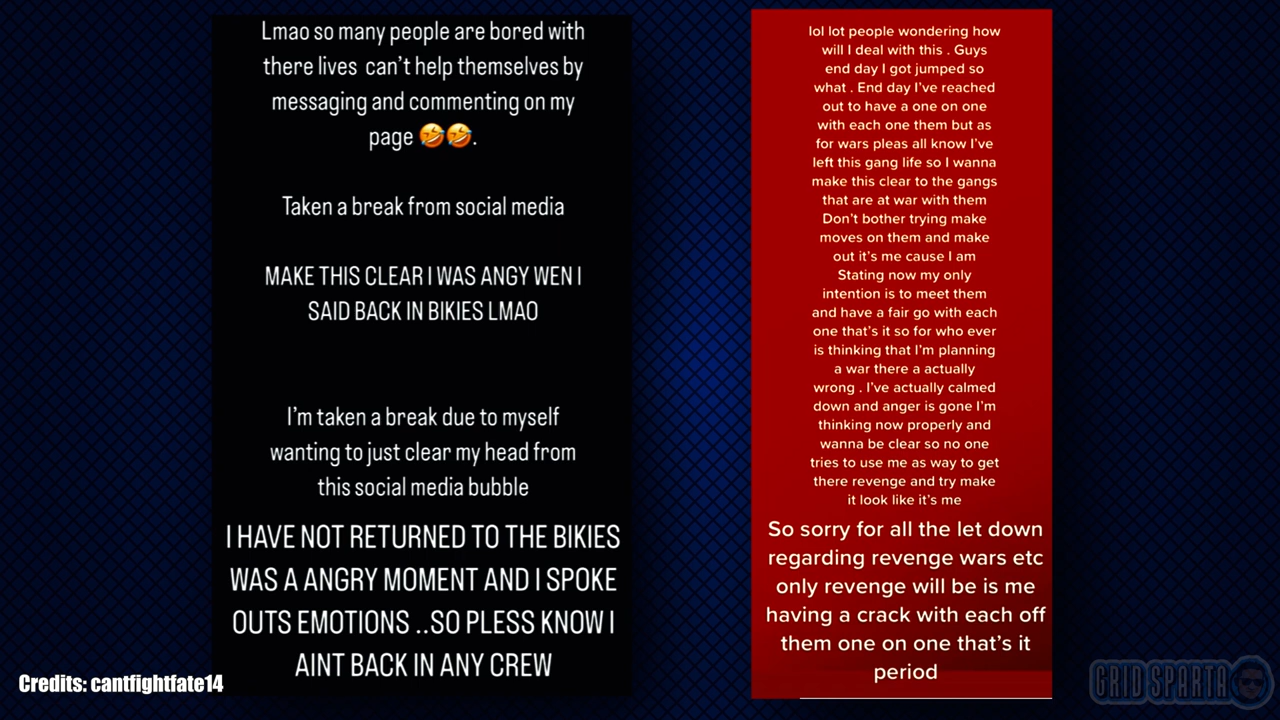 Lmao so many people are bored with
there lives can't help themselves by
messaging and commenting on my
page 🤣🤣.
Taken a break from social media
MAKE THIS CLEAR I WAS ANGY WEN I
SAID BACK IN BIKIES LMAO
I'm taken a break due to myself
wanting to just clear my head from
this social media bubble
I HAVE NOT RETURNED TO THE BIKIES
WAS A ANGRY MOMENT AND I SPOKE
OUTS EMOTIONS ..SO PLESS KNOW I
AINT BACK IN ANY CREW
lol lot people wondering how
will I deal with this . Guys
end day I got jumped so
what . End day I've reached
out to have a one on one
with each one them but as
for wars pleas all know I've
left this gang life so I wanna
make this clear to the gangs
that are at war with them
Don't bother trying make
moves on them and make
out it's me cause I am
Stating now my only
intention is to meet them
and have a fair go with each
one that's it so for who ever
is thinking that I'm planning
a war there a actually
wrong . I've actually calmed
down and anger is gone I'm
thinking now properly and
wanna be clear so no one
tries to use me as way to get
there revenge and try make
it look like it's me
So sorry for all the let down
regarding revenge wars etc
only revenge will be is me
having a crack with each off
them one on one that's it
period
Credits: cantfightfate14
GRID SPARTA